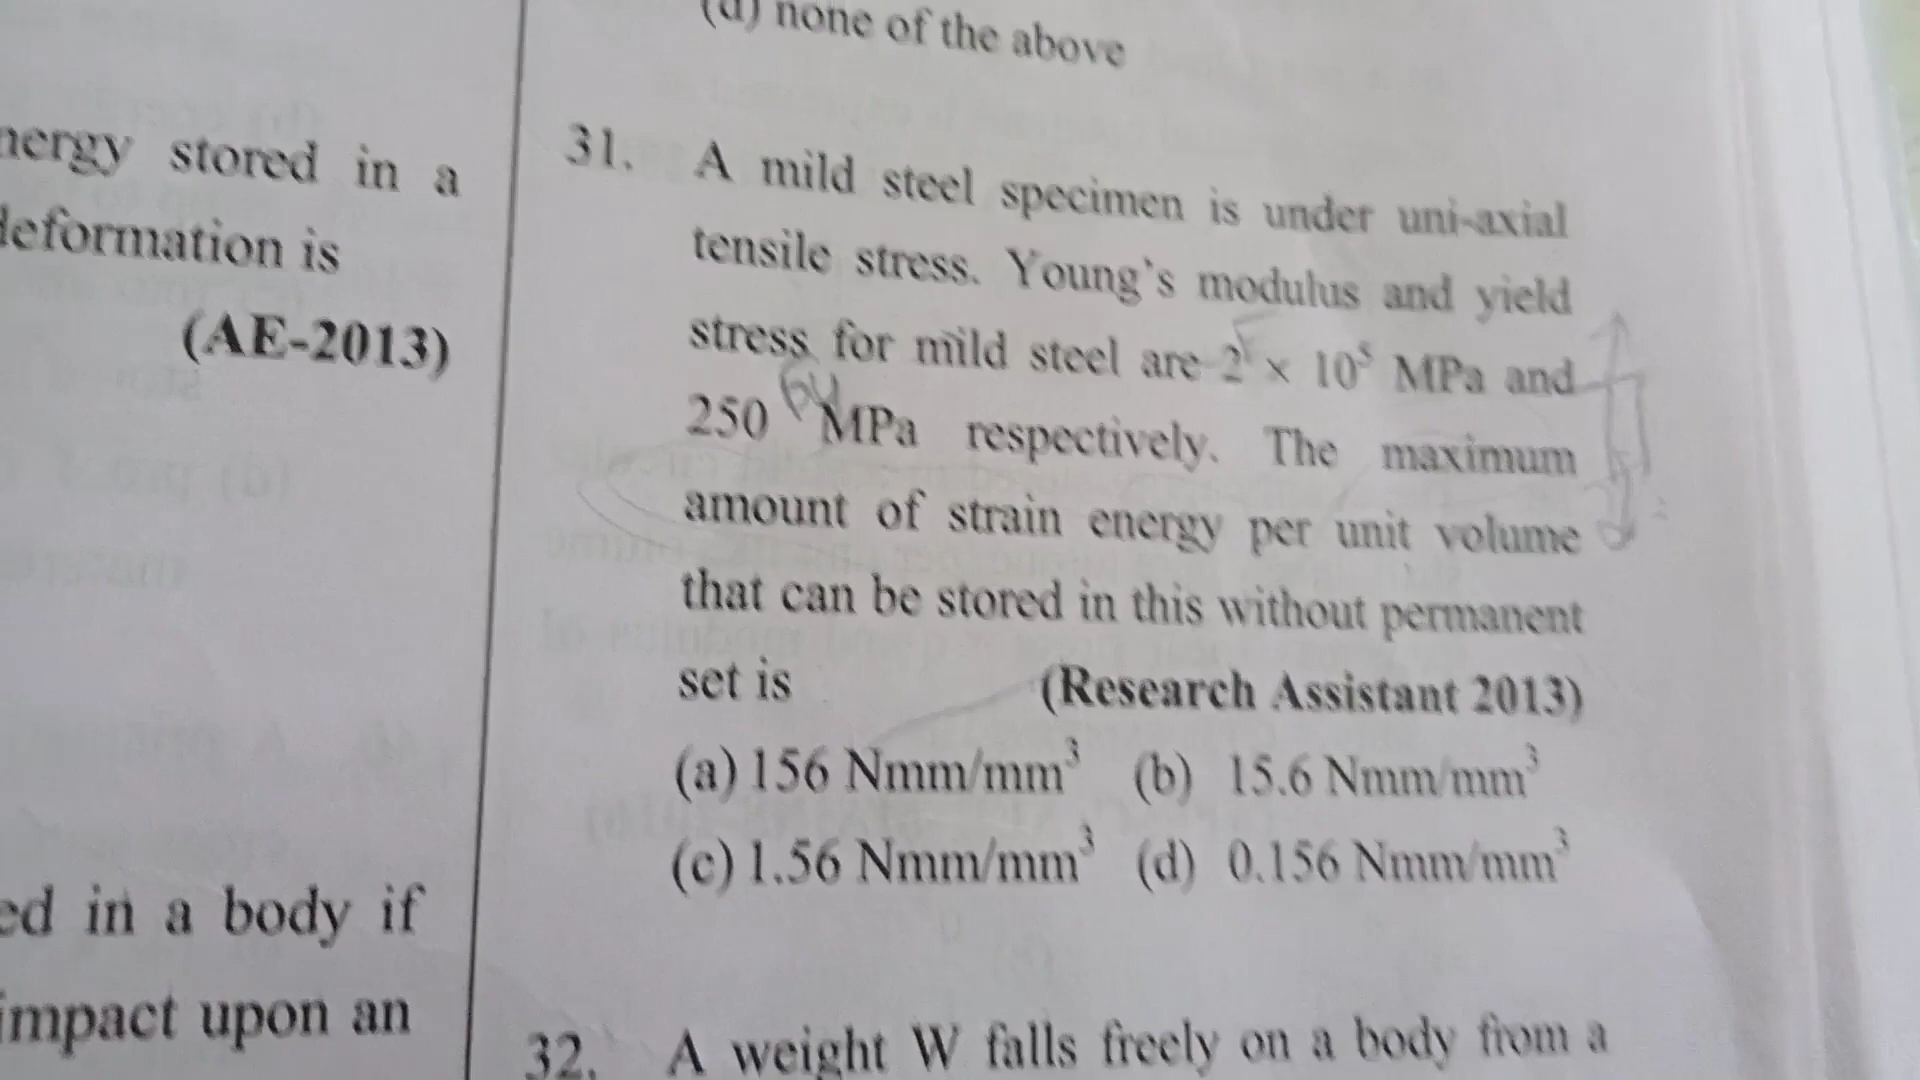 (d) none of the above
energy stored in a
deformation is
(AE-2013)
31. A mild steel specimen is under uni-axial
tensile stress. Young's modulus and yield
stress for mild steel are 2 × 10⁵ MPa and
250 MPa respectively. The maximum
amount of strain energy per unit volume
that can be stored in this without permanent
set is (Research Assistant 2013)
(a) 156 Nmm/mm³ (b) 15.6 Nmm/mm³
(c) 1.56 Nmm/mm³ (d) 0.156 Nmm/mm³
ed in a body if
impact upon an
32. A weight W falls freely on a body from a